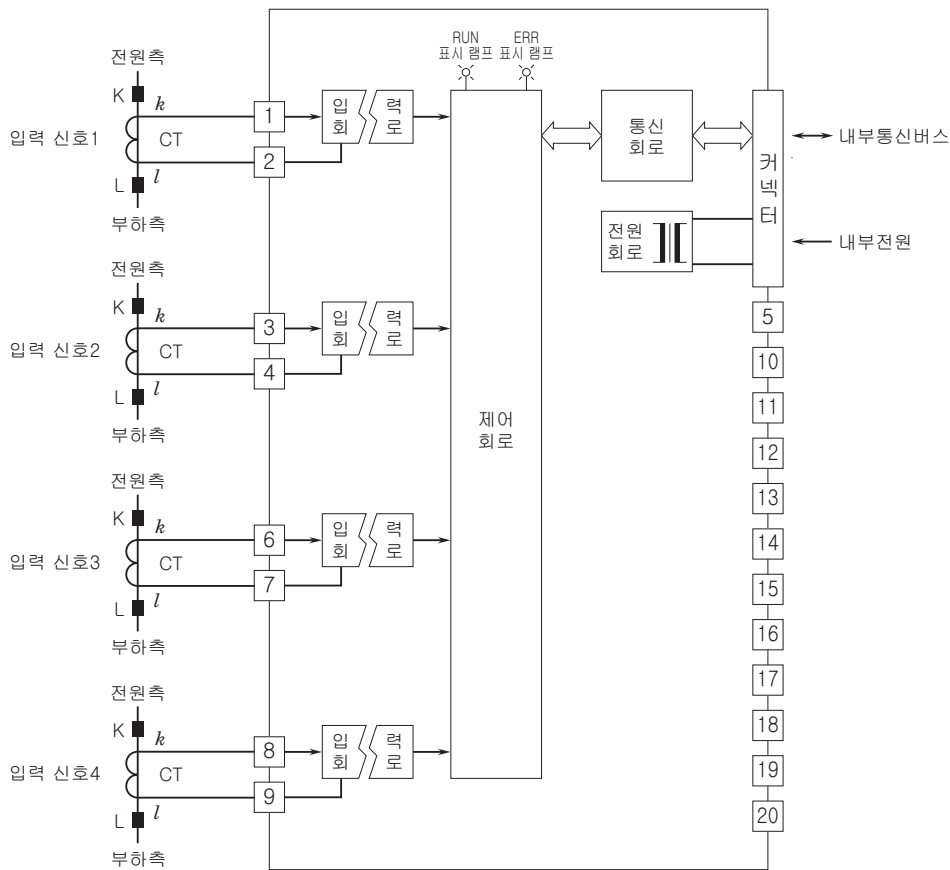 RUN
표시 램프
ERR
표시 램프
전원측
K
k
입력 신호1
CT
L
l
부하측
1
2
입 력
회 로
통신
회로
커넥터
내부통신버스
전원
회로
내부전원
전원측
K
k
입력 신호2
CT
L
l
부하측
3
4
입 력
회 로
제어
회로
5
10
11
12
13
14
15
16
17
18
19
20
전원측
K
k
입력 신호3
CT
L
l
부하측
6
7
입 력
회 로
전원측
K
k
입력 신호4
CT
L
l
부하측
8
9
입 력
회 로